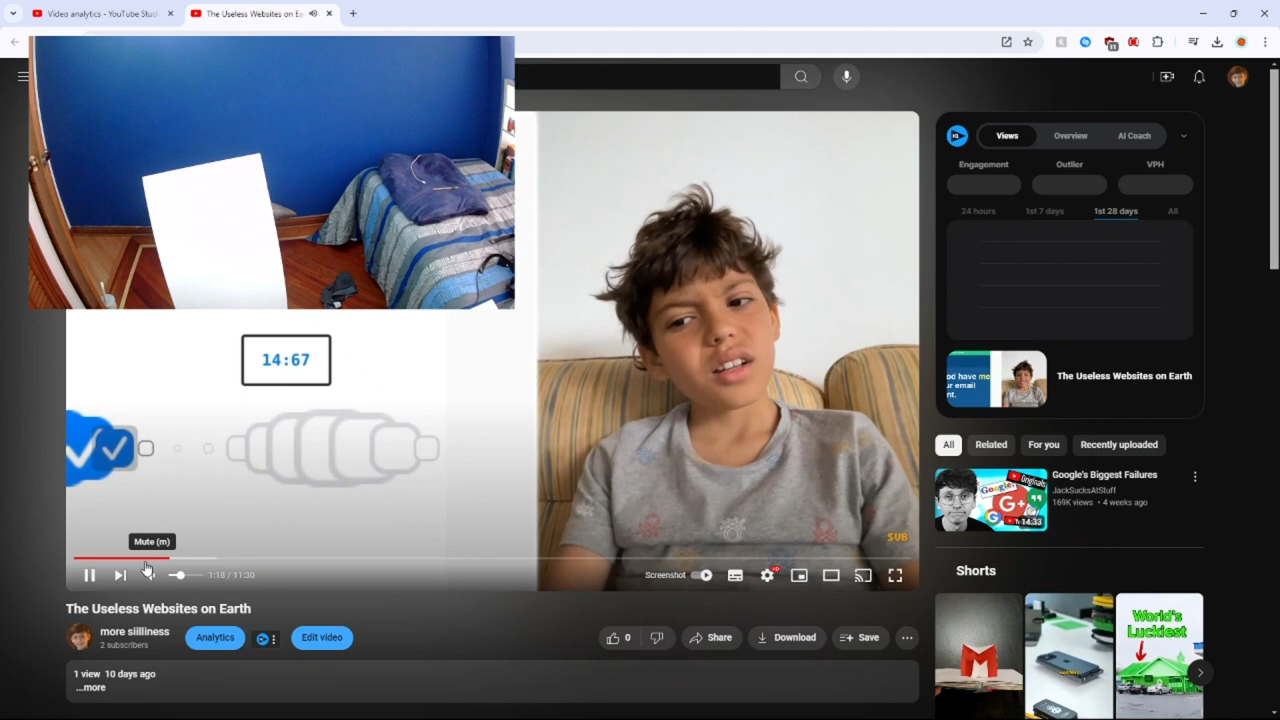 Video analytics - YouTube Stud
The Useless Websites on Ea
11
Views
Overview
AI Coach
Engagement
Outlier
VPH
24 hours
1st 7 days
1st 28 days
All
14:67
The Useless Websites on Earth
All
Related
For you
Recently uploaded
Google's Biggest Failures
JackSucksAtStuff
169K views • 4 weeks ago
14:33
SUB
Mute (m)
1:18 / 11:30
Screenshot
Shorts
The Useless Websites on Earth
more siilliness
2 subscribers
Analytics
Edit video
0
Share
Download
Save
1 view 10 days ago
...more
World's
Luckiest